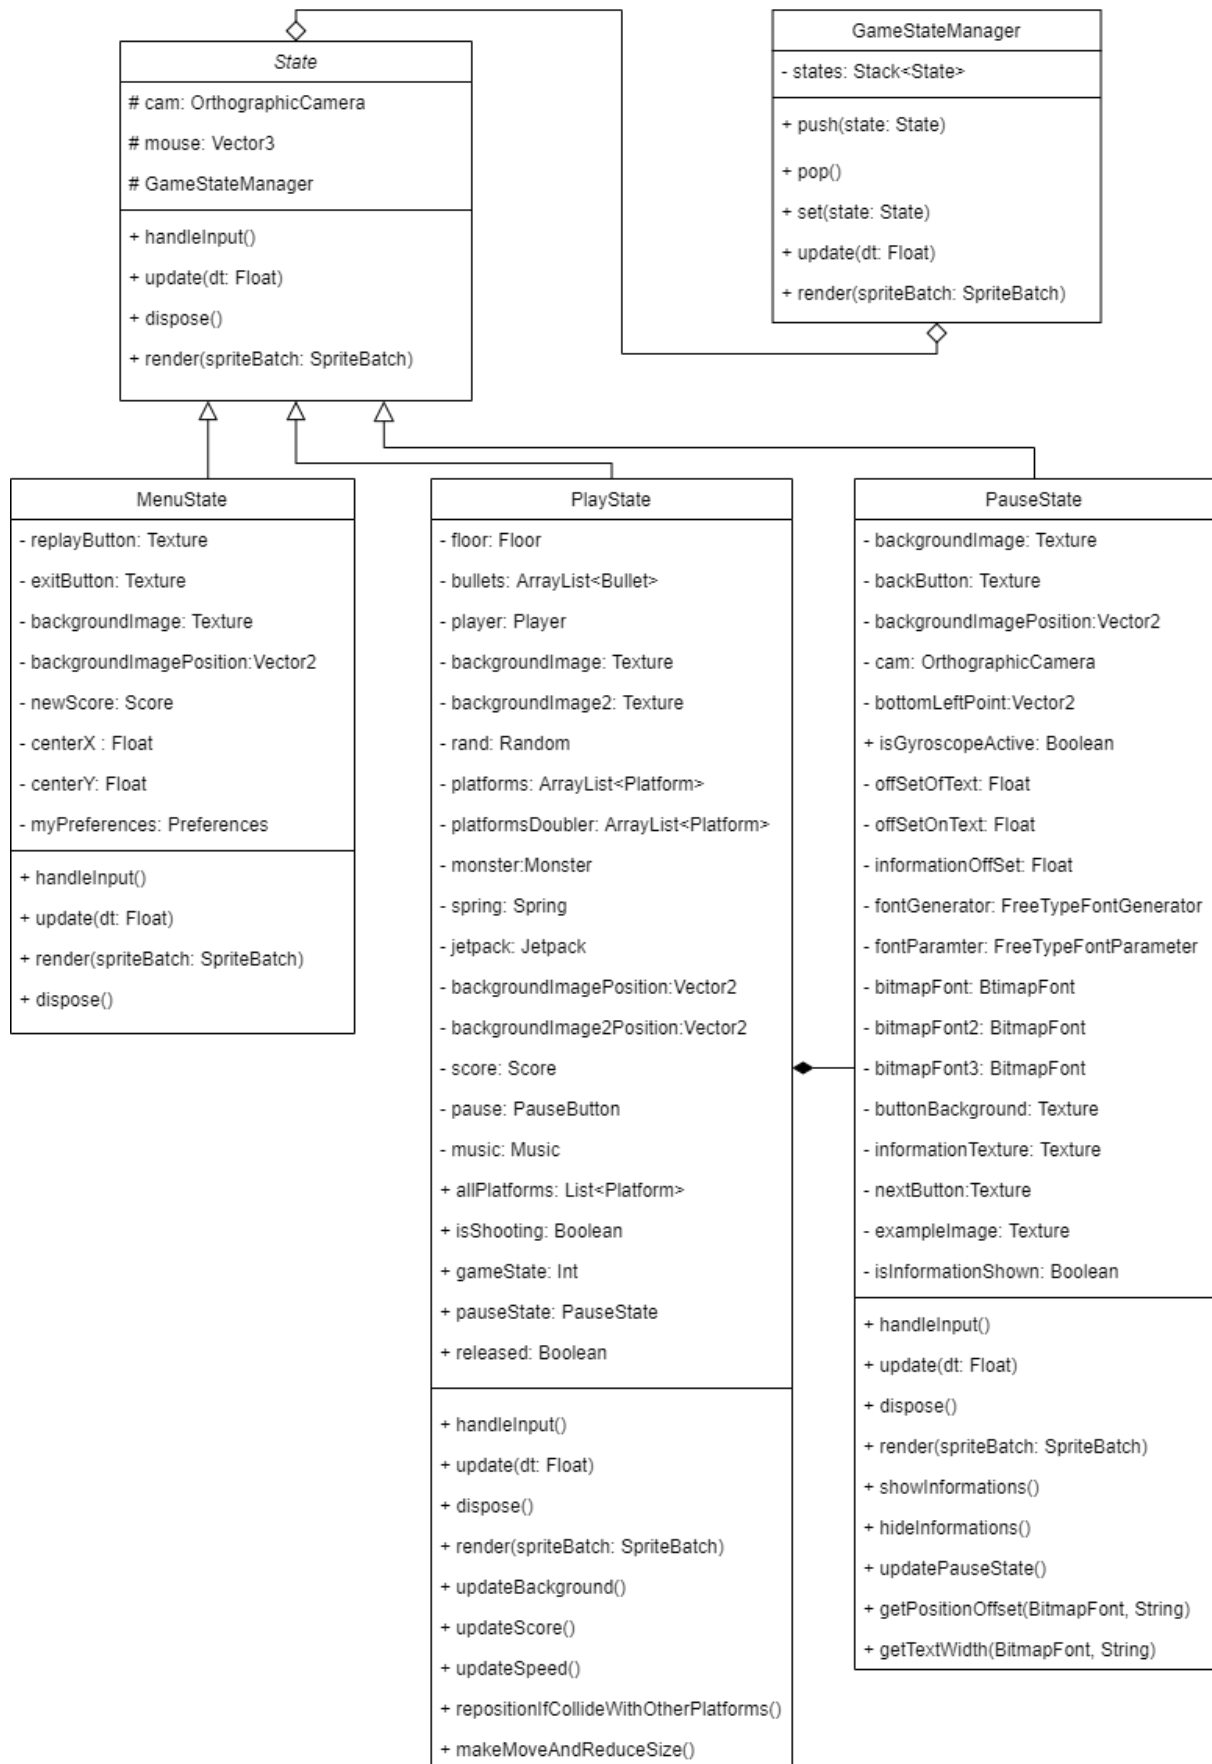 State
# cam: OrthographicCamera
# mouse: Vector3
# GameStateManager
+ handleInput()
+ update(dt: Float)
+ dispose()
+ render(spriteBatch: SpriteBatch)
GameStateManager
- states: Stack<State>
+ push(state: State)
+ pop()
+ set(state: State)
+ update(dt: Float)
+ render(spriteBatch: SpriteBatch)
MenuState
- replayButton: Texture
- exitButton: Texture
- backgroundImage: Texture
- backgroundImagePosition:Vector2
- newScore: Score
- centerX : Float
- centerY: Float
- myPreferences: Preferences
+ handleInput()
+ update(dt: Float)
+ render(spriteBatch: SpriteBatch)
+ dispose()
PlayState
- floor: Floor
- bullets: ArrayList<Bullet>
- player: Player
- backgroundImage: Texture
- backgroundImage2: Texture
- rand: Random
- platforms: ArrayList<Platform>
- platformsDoubler: ArrayList<Platform>
- monster:Monster
- spring: Spring
- jetpack: Jetpack
- backgroundImagePosition:Vector2
- backgroundImage2Position:Vector2
- score: Score
- pause: PauseButton
- music: Music
+ allPlatforms: List<Platform>
+ isShooting: Boolean
+ gameState: Int
+ pauseState: PauseState
+ released: Boolean
+ handleInput()
+ update(dt: Float)
+ dispose()
+ render(spriteBatch: SpriteBatch)
+ updateBackground()
+ updateScore()
+ updateSpeed()
+ repositionIfCollideWithOtherPlatforms()
+ makeMoveAndReduceSize()
PauseState
- backgroundImage: Texture
- backButton: Texture
- backgroundImagePosition:Vector2
- cam: OrthographicCamera
- bottomLeftPoint:Vector2
+ isGyroscopeActive: Boolean
- offSetOfText: Float
- offSetOnText: Float
- informationOffSet: Float
- fontGenerator: FreeTypeFontGenerator
- fontParamter: FreeTypeFontParameter
- bitmapFont: BtimapFont
- bitmapFont2: BitmapFont
- bitmapFont3: BitmapFont
- buttonBackground: Texture
- informationTexture: Texture
- nextButton:Texture
- exampleImage: Texture
- isInformationShown: Boolean
+ handleInput()
+ update(dt: Float)
+ dispose()
+ render(spriteBatch: SpriteBatch)
+ showInformations()
+ hideInformations()
+ updatePauseState()
+ getPositionOffset(BitmapFont, String)
+ getTextWidth(BitmapFont, String)